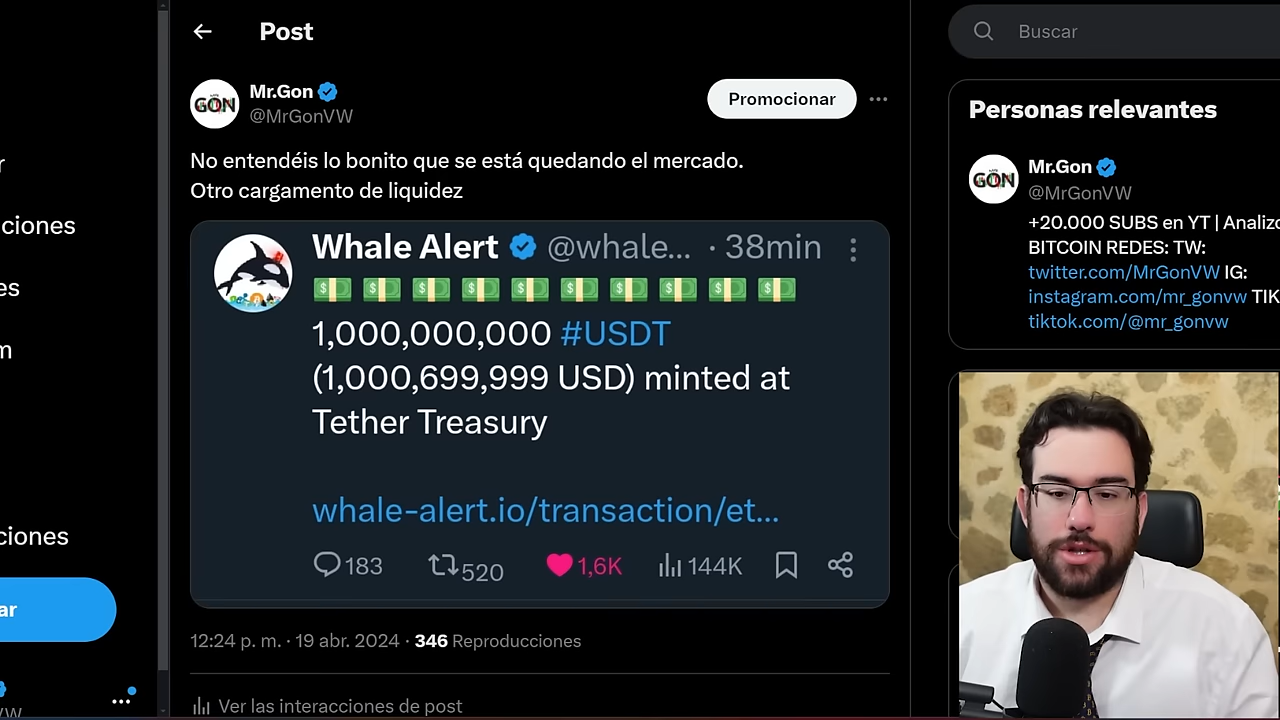 Post
Buscar
GON
Mr.Gon
@MrGonVW
Promocionar
No entendéis lo bonito que se está quedando el mercado.
Otro cargamento de liquidez
Whale Alert @whale... · 38min
1,000,000,000 #USDT
(1,000,699,999 USD) minted at
Tether Treasury
whale-alert.io/transaction/et...
183 520 1,6K 144K
12:24 p. m. · 19 abr. 2024 · 346 Reproducciones
Ver las interacciones de post
Personas relevantes
GON
Mr.Gon
@MrGonVW
+20.000 SUBS en YT | Analizo
BITCOIN REDES: TW:
twitter.com/MrGonVW IG:
instagram.com/mr_gonvw TIK
tiktok.com/@mr_gonvw
r
ciones
es
m
ciones
ar
VW